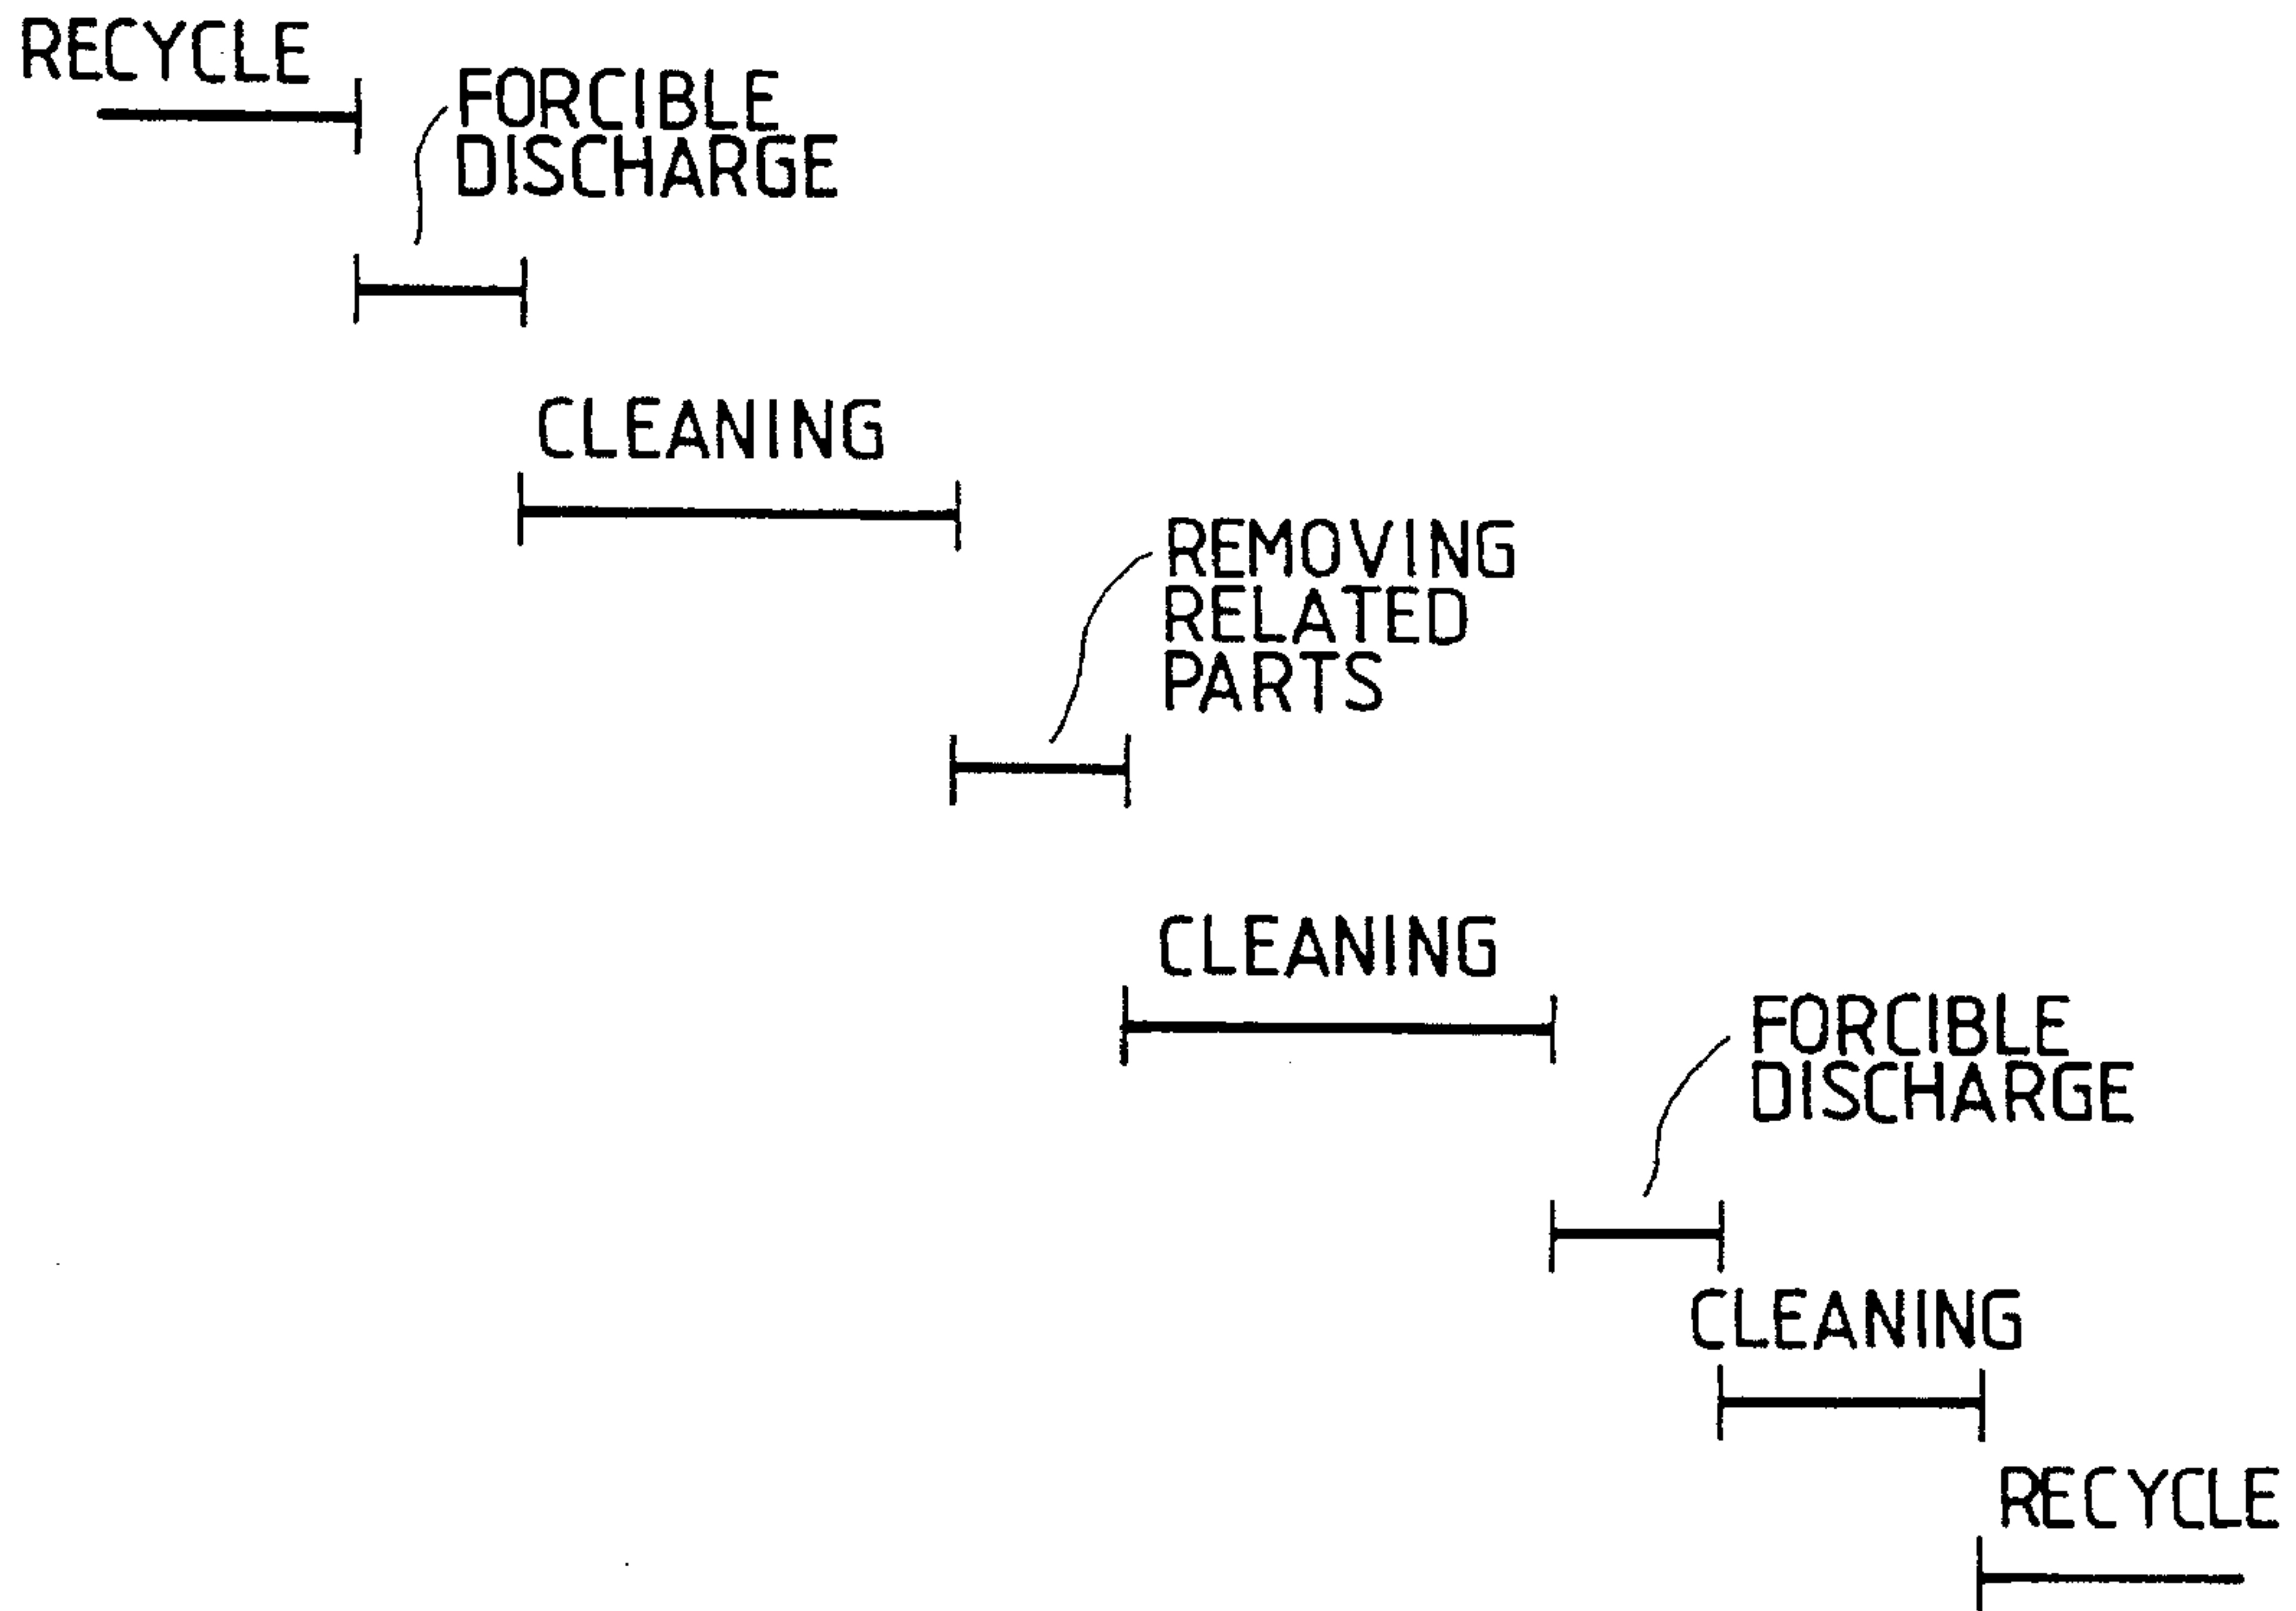 RECYCLE
FORCIBLE
DISCHARGE
CLEANING
REMOVING
RELATED
PARTS
CLEANING
FORCIBLE
DISCHARGE
CLEANING
RECYCLE